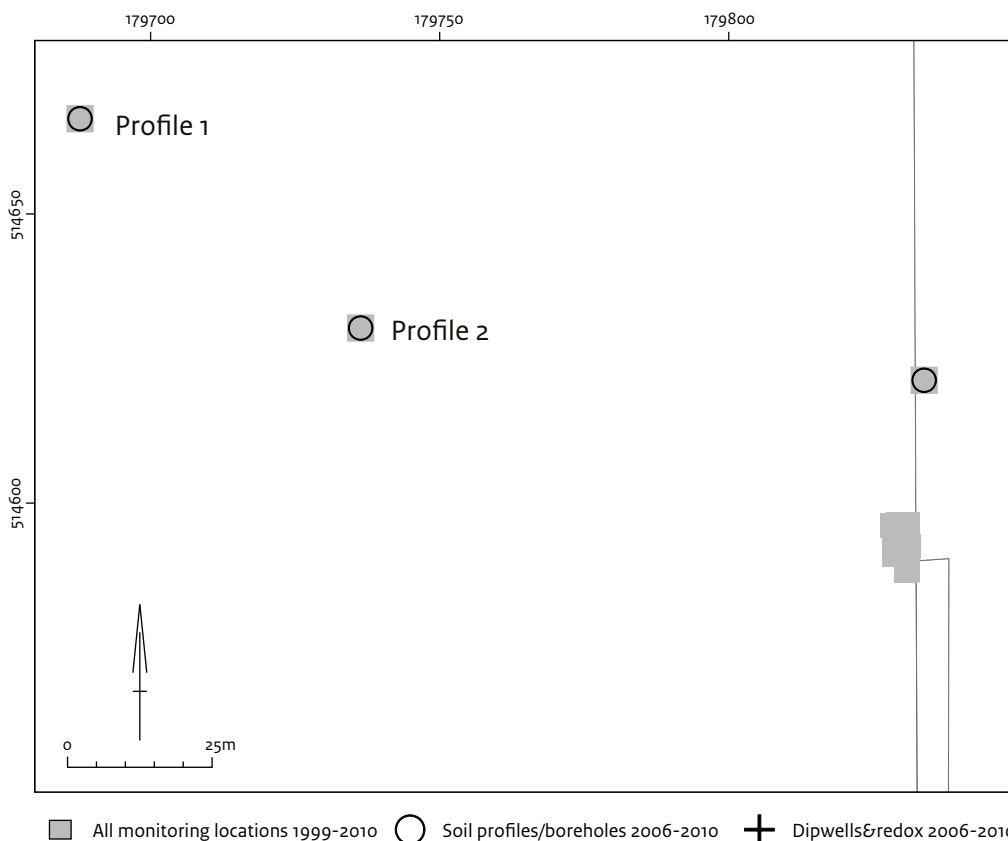 179700 179750 179800
Profile 1
514650
Profile 2
514600
0 25m
All monitoring locations 1999-2010 Soil profiles/boreholes 2006-2010 Dipwells&redox 2006-2010